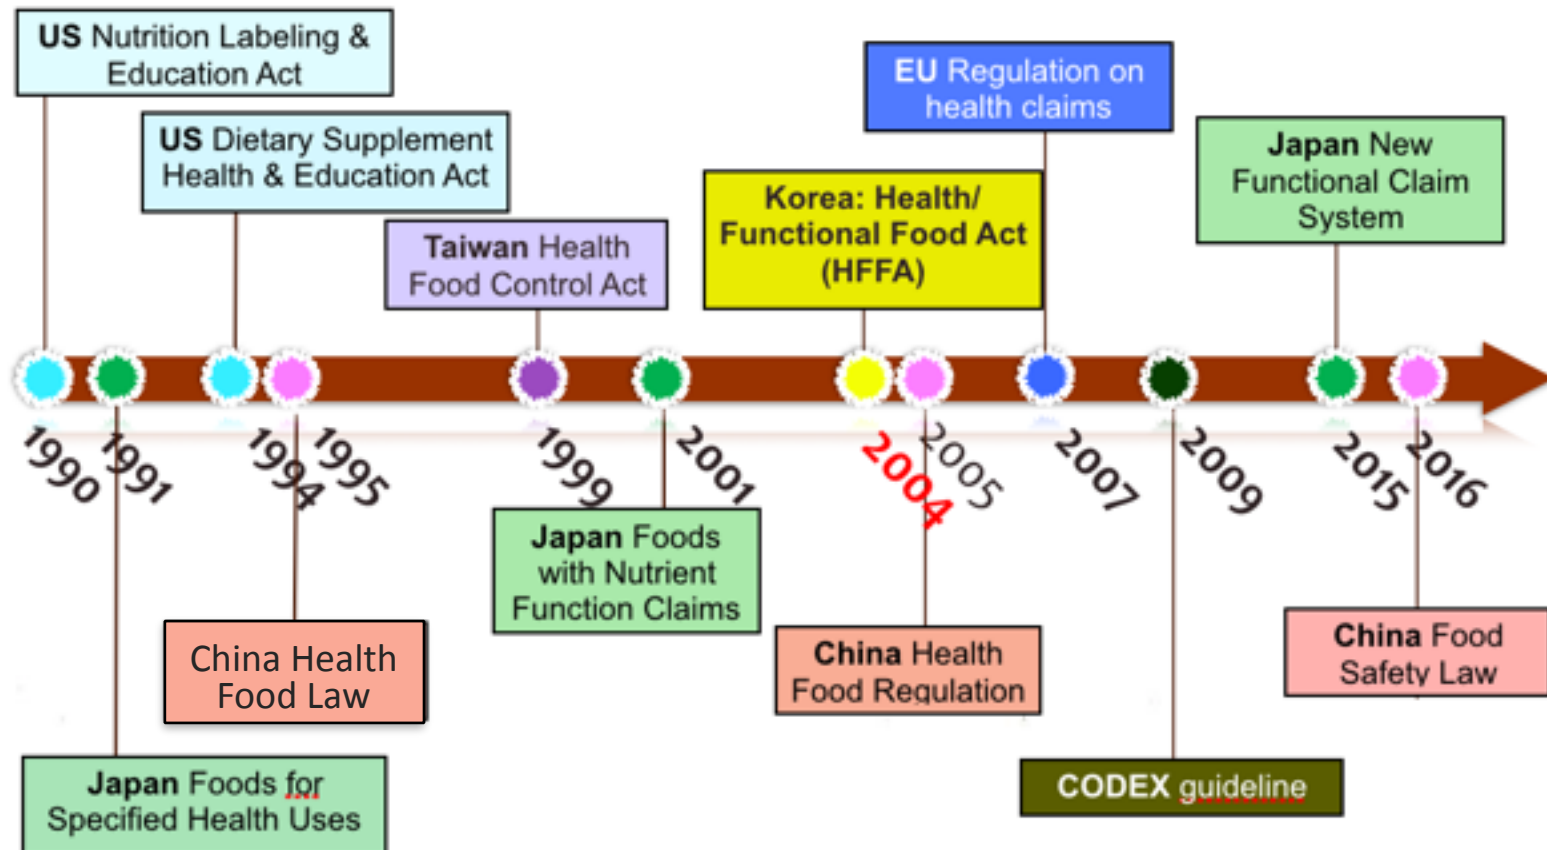 US Nutrition Labeling &
Education Act
US Dietary Supplement
Health & Education Act
Taiwan Health
Food Control Act
Korea: Health/
Functional Food Act
(HFFA)
EU Regulation on
health claims
Japan New
Functional Claim
System
1990
1991
1994
1995
1999
2001
2004
2005
2007
2009
2015
2016
Japan Foods
with Nutrient
Function Claims
China Health
Food Law
China Health
Food Regulation
China Food
Safety Law
Japan Foods for
Specified Health Uses
CODEX guideline